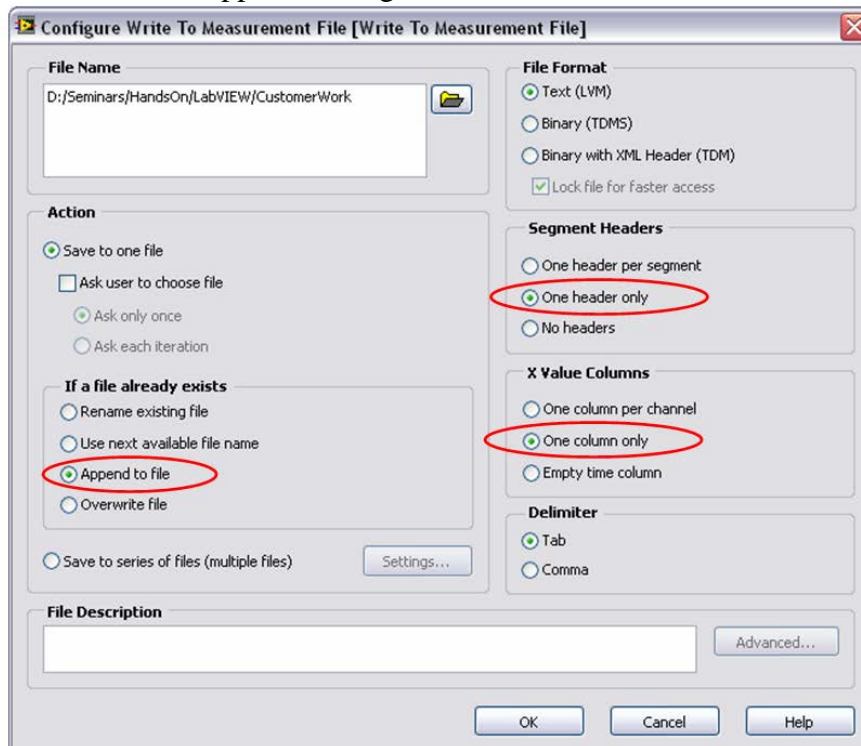 Configure Write To Measurement File [Write To Measurement File]
File Name
D:/Seminars/HandsOn/LabVIEW/CustomerWork
Action
Save to one file
Ask user to choose file
Ask only once
Ask each iteration
If a file already exists
Rename existing file
Use next available file name
Append to file
Overwrite file
Save to series of files (multiple files)
Settings...
File Format
Text (LVM)
Binary (TDMS)
Binary with XML Header (TDM)
Lock file for faster access
Segment Headers
One header per segment
One header only
No headers
X Value Columns
One column per channel
One column only
Empty time column
Delimiter
Tab
Comma
File Description
Advanced...
OK
Cancel
Help